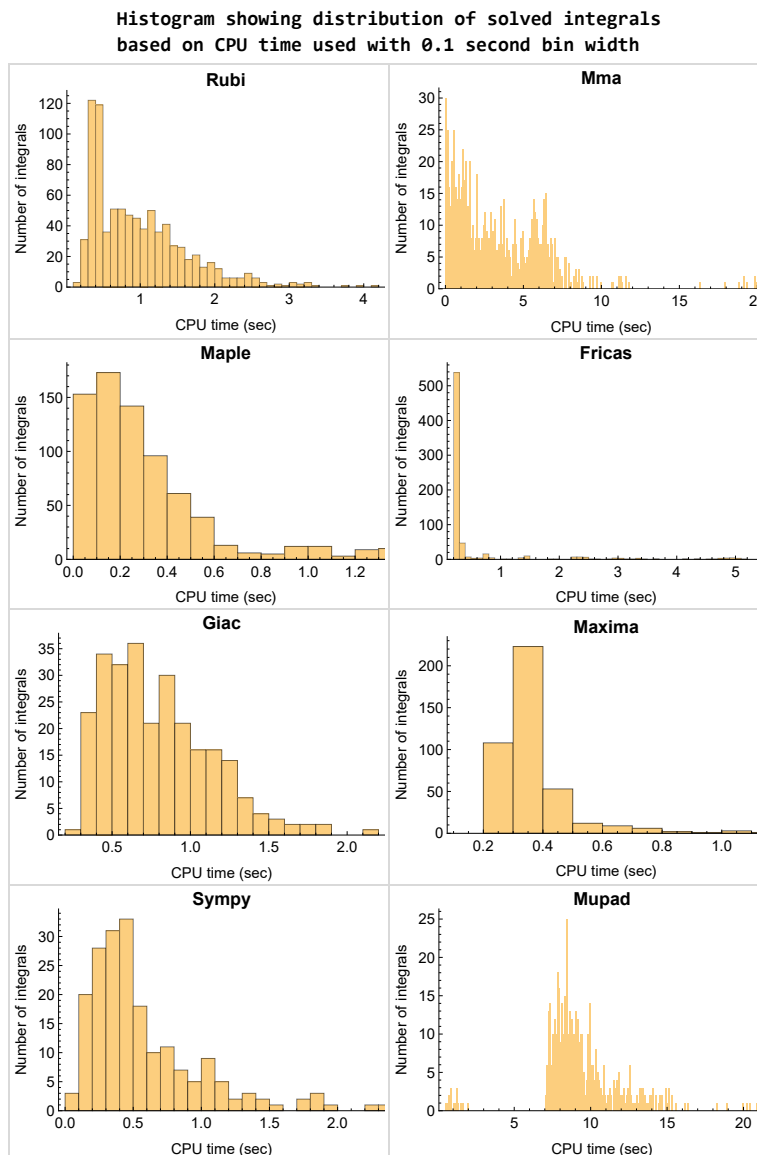 Histogram showing distribution of solved integrals
based on CPU time used with 0.1 second bin width
Rubi
Number of integrals
120
100
80
60
40
20
0
1 2 3 4
CPU time (sec)
Mma
Number of integrals
30
25
20
15
10
5
0
0 5 10 15 20
CPU time (sec)
Maple
Number of integrals
150
100
50
0
0.0 0.2 0.4 0.6 0.8 1.0 1.2
CPU time (sec)
Fricas
Number of integrals
500
400
300
200
100
0
1 2 3 4 5
CPU time (sec)
Giac
Number of integrals
35
30
25
20
15
10
5
0
0.5 1.0 1.5 2.0
CPU time (sec)
Maxima
Number of integrals
200
150
100
50
0
0.2 0.4 0.6 0.8 1.0
CPU time (sec)
Sympy
Number of integrals
30
25
20
15
10
5
0
0.0 0.5 1.0 1.5 2.0
CPU time (sec)
Mupad
Number of integrals
25
20
15
10
5
0
5 10 15 20
CPU time (sec)